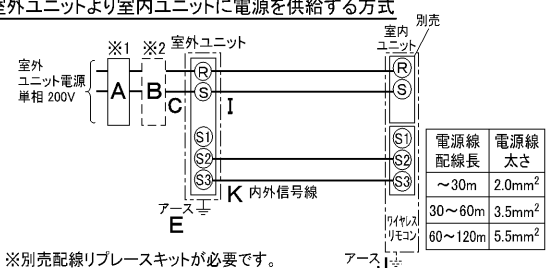 室外ユニットより室内ユニットに電源を供給する方式
※1 ※2 室外ユニット
室内
ユニット
別売
室外
ユニット電源
単相 200V
A
B
C
R
S
I
R
S
S1
S2
S3
S1
S2
S3
K 内外信号線
アース
E
ワイヤレス
リモコン
アース
電源線
配線長
電源線
太さ
~30m 2.0mm²
30~60m 3.5mm²
60~120m 5.5mm²
※別売配線リプレースキットが必要です。